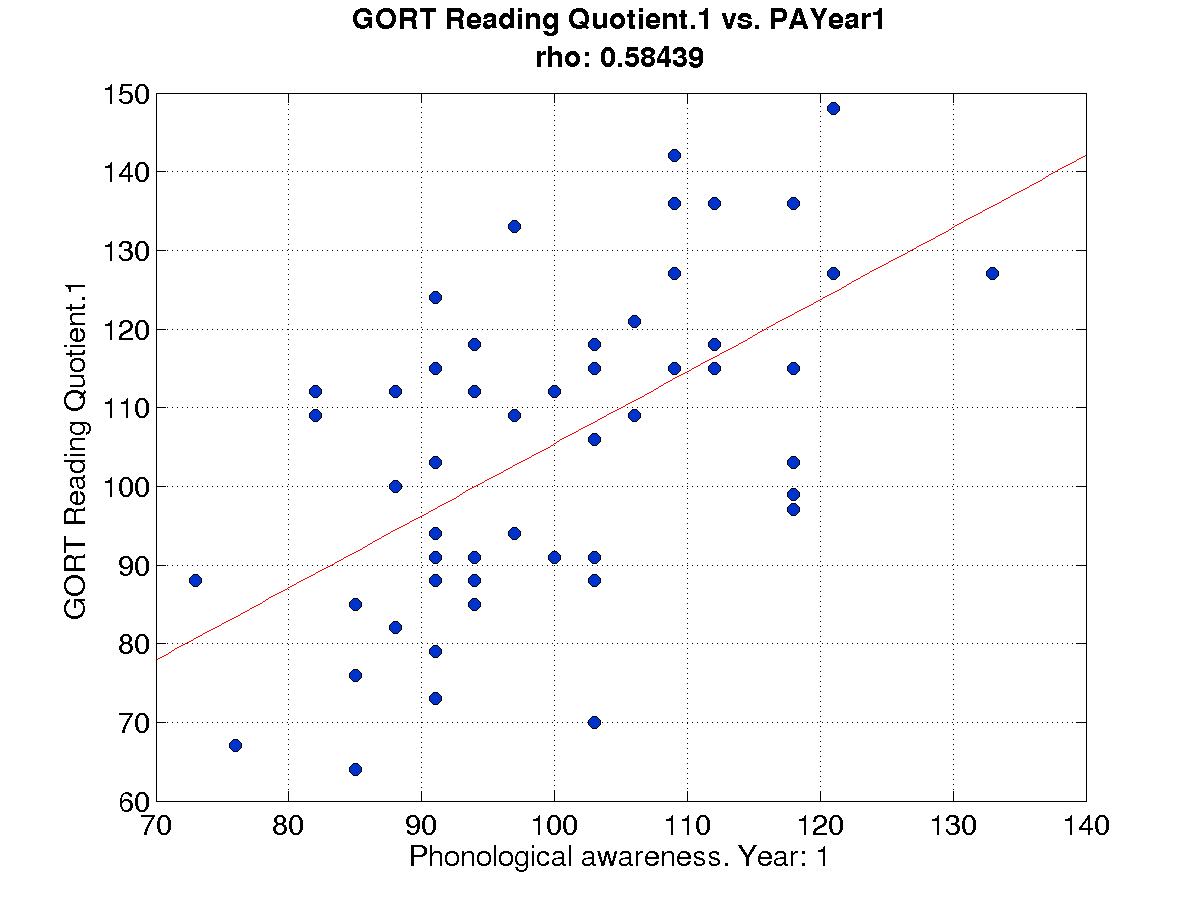 GORT Reading Quotient.1 vs. PAYear1
rho: 0.58439
150
140
130
120
110
100
90
80
70
60
GORT Reading Quotient.1
70 80 90 100 110 120 130 140
Phonological awareness. Year: 1